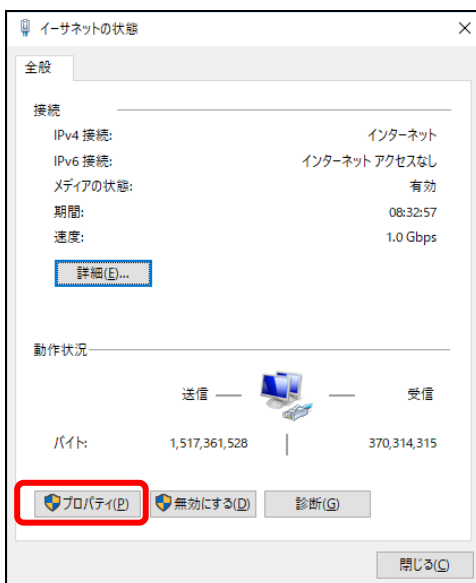 イーサネットの状態
全般
接続
IPv4 接続: インターネット
IPv6 接続: インターネット アクセスなし
メディアの状態: 有効
期間: 08:32:57
速度: 1.0 Gbps
詳細(E)...
動作状況
送信 受信
バイト: 1,517,361,528 370,314,315
プロパティ(P) 無効にする(D) 診断(G)
閉じる(C)